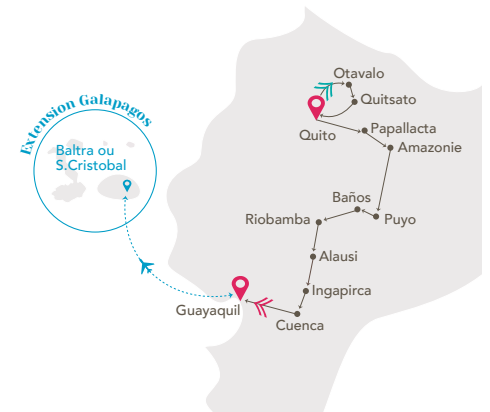 Extension Galapagos
Baltra ou
S.Cristobal
Otavalo
Quitsato
Quito
Papallacta
Amazonie
Baños
Puyo
Riobamba
Alausi
Ingapirca
Guayaquil
Cuenca